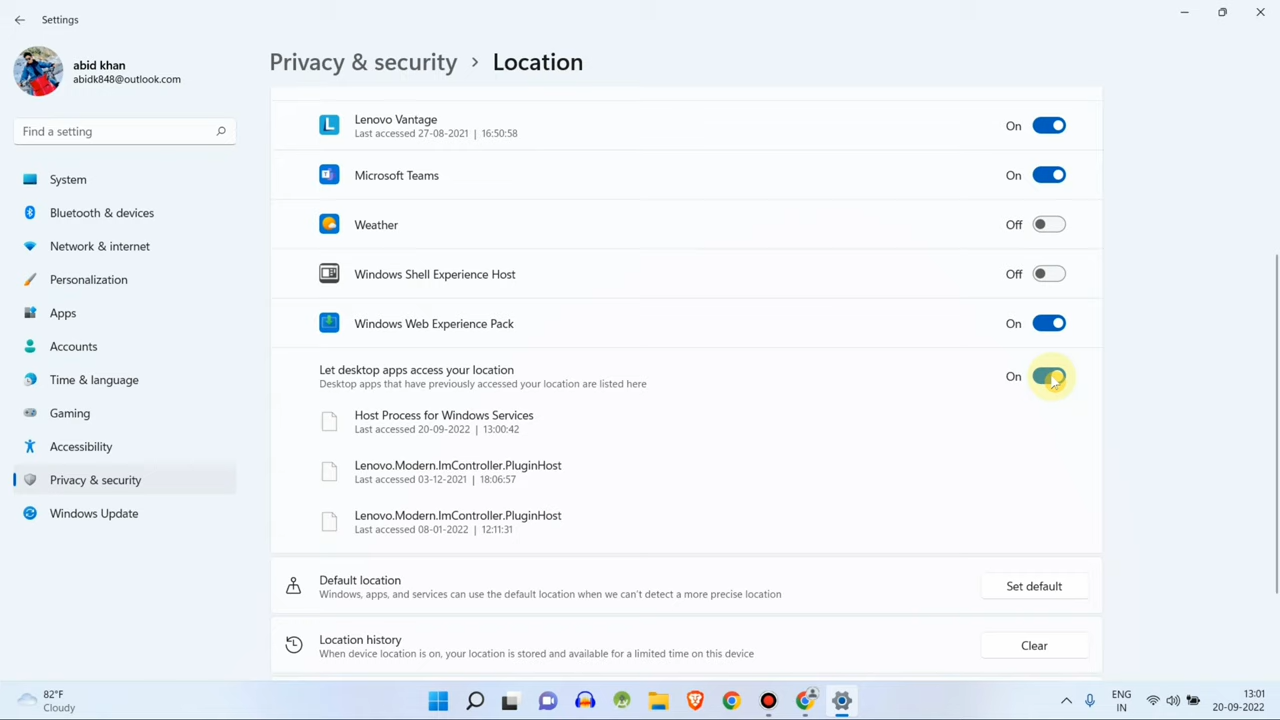 Settings
abid khan
abidk848@outlook.com
Find a setting
System
Bluetooth & devices
Network & internet
Personalization
Apps
Accounts
Time & language
Gaming
Accessibility
Privacy & security
Windows Update
Privacy & security › Location
Lenovo Vantage
Last accessed 27-08-2021 | 16:50:58
On
Microsoft Teams
On
Weather
Off
Windows Shell Experience Host
Off
Windows Web Experience Pack
On
Let desktop apps access your location
Desktop apps that have previously accessed your location are listed here
On
Host Process for Windows Services
Last accessed 20-09-2022 | 13:00:42
Lenovo.Modern.ImController.PluginHost
Last accessed 03-12-2021 | 18:06:57
Lenovo.Modern.ImController.PluginHost
Last accessed 08-01-2022 | 12:11:31
Default location
Windows, apps, and services can use the default location when we can't detect a more precise location
Set default
Location history
When device location is on, your location is stored and available for a limited time on this device
Clear
82°F
Cloudy
ENG
IN
13:01
20-09-2022